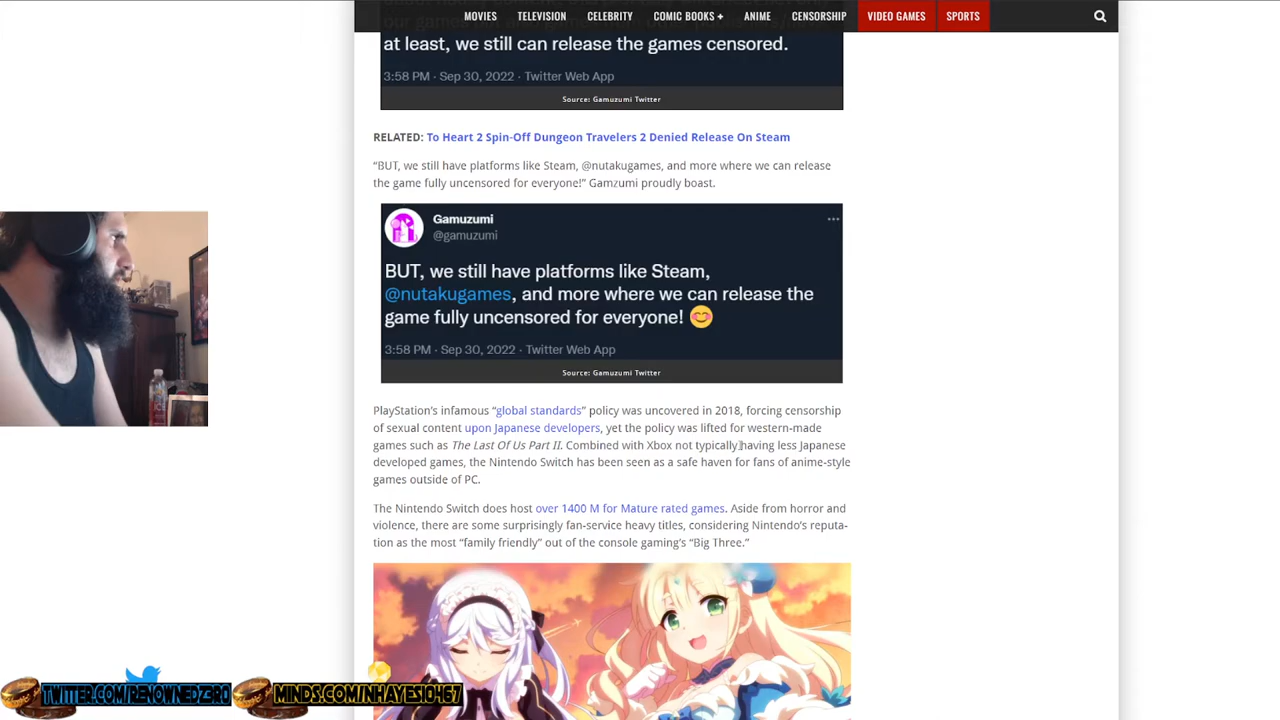 MOVIES TELEVISION CELEBRITY COMIC BOOKS + ANIME CENSORSHIP VIDEO GAMES SPORTS
at least, we still can release the games censored.
3:58 PM · Sep 30, 2022 · Twitter Web App
Source: Gamuzumi Twitter
RELATED: To Heart 2 Spin-Off Dungeon Travelers 2 Denied Release On Steam
“BUT, we still have platforms like Steam, @nutakugames, and more where we can release
the game fully uncensored for everyone!” Gamzumi proudly boast.
Gamuzumi
@gamuzumi
BUT, we still have platforms like Steam,
@nutakugames, and more where we can release the
game fully uncensored for everyone! 😊
3:58 PM · Sep 30, 2022 · Twitter Web App
Source: Gamuzumi Twitter
PlayStation’s infamous “global standards” policy was uncovered in 2018, forcing censorship
of sexual content upon Japanese developers, yet the policy was lifted for western-made
games such as The Last Of Us Part II. Combined with Xbox not typically having less Japanese
developed games, the Nintendo Switch has been seen as a safe haven for fans of anime-style
games outside of PC.
The Nintendo Switch does host over 1400 M for Mature rated games. Aside from horror and
violence, there are some surprisingly fan-service heavy titles, considering Nintendo’s reputa-
tion as the most “family friendly” out of the console gaming’s “Big Three.”
TWITTER.COM/RENOWNEDZ3R0 MINDS.COM/NHAYES10467